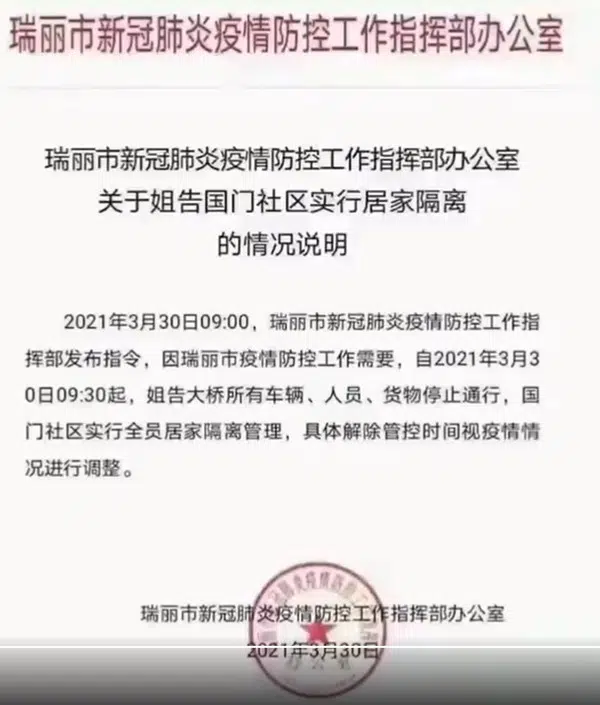 瑞丽市新冠肺炎疫情防控工作指挥部办公室
瑞丽市新冠肺炎疫情防控工作指挥部办公室
关于姐告国门社区实行居家隔离
的情况说明
2021年3月30日09:00，瑞丽市新冠肺炎疫情防控工作指
挥部发布指令，因瑞丽市疫情防控工作需要，自2021年3月3
0日09:30起，姐告大桥所有车辆、人员、货物停止通行，国
门社区实行全员居家隔离管理，具体解除管控时间视疫情情
况进行调整。
瑞丽市新冠肺炎疫情防控工作指挥部办公室
2021年3月30日